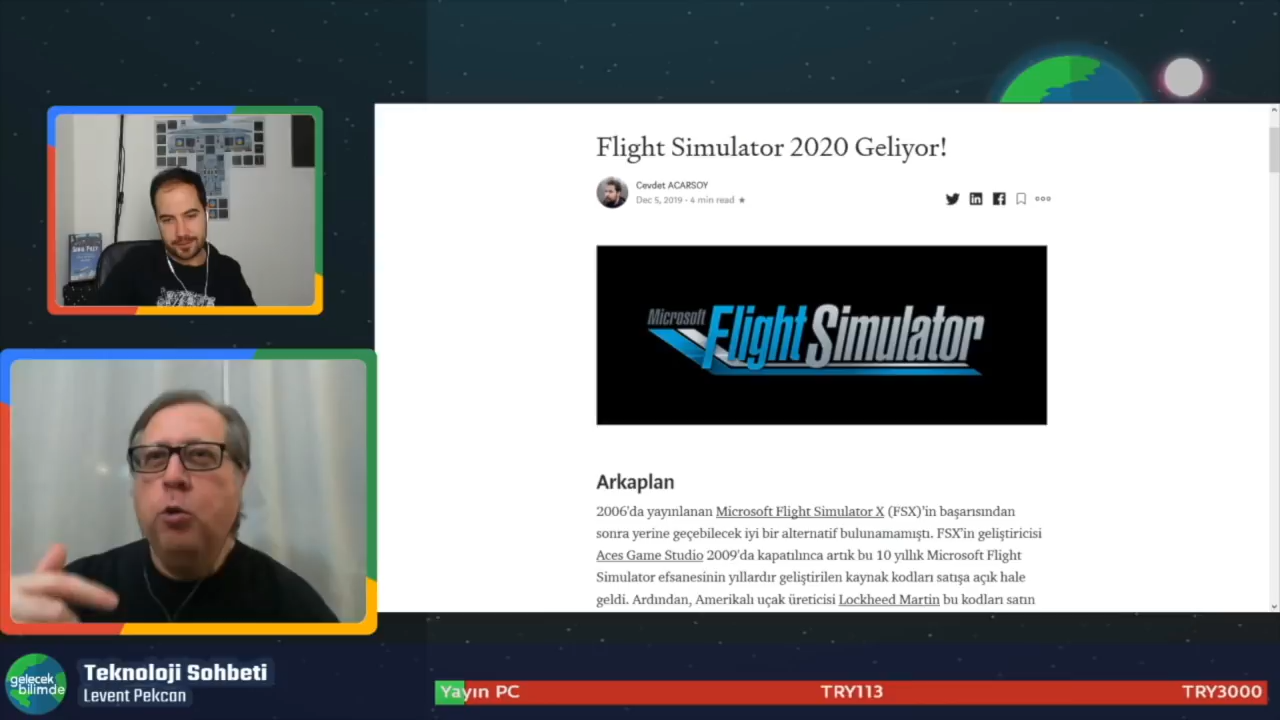 Flight Simulator 2020 Geliyor!
Cevdet ACARSOY
Dec 5, 2019 · 4 min read ★
Microsoft Flight Simulator
Arkaplan
2006'da yayınlanan Microsoft Flight Simulator X (FSX)'in başarısından
sonra yerine geçebilecek iyi bir alternatif bulunamamıştı. FSX'in geliştiricisi
Aces Game Studio 2009'da kapatılınca artık bu 10 yıllık Microsoft Flight
Simulator efsanesinin yıllardır geliştirilen kaynak kodları satışa açık hale
geldi. Ardından, Amerikalı uçak üreticisi Lockheed Martin bu kodları satın
gelecek
bilimde
Teknoloji Sohbeti
Levent Pekcan
Yayın PC TRY113 TRY3000